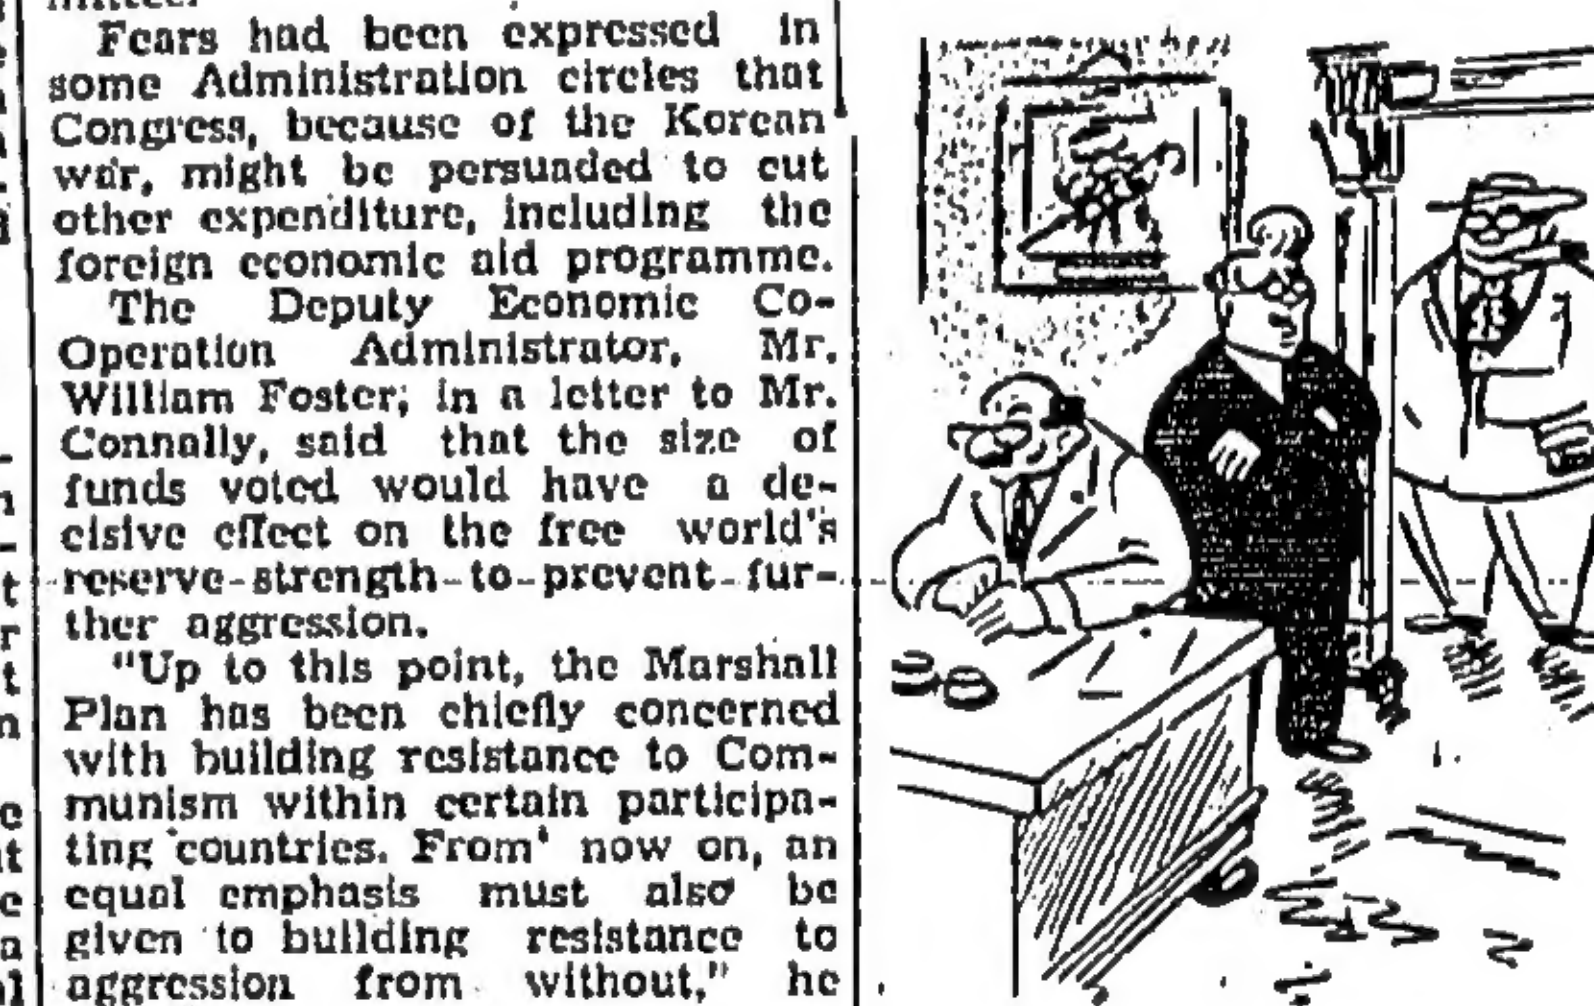 Fears had been expressed in
some Administration circles that
Congress, because of the Korean
war, might be persuaded to cut
other expenditure, including the
foreign economic aid programme.
The Deputy Economic Co-
Operation Administrator, Mr.
William Foster, in a letter to Mr.
Connally, said that the size of
funds voted would have a de-
cisive effect on the free world's
reserve strength to prevent fur-
ther aggression.
"Up to this point, the Marshall
Plan has been chiefly concerned
with building resistance to Com-
munism within certain participa-
ting countries. From now on, an
equal emphasis must also be
given to building resistance to
aggression from without," he